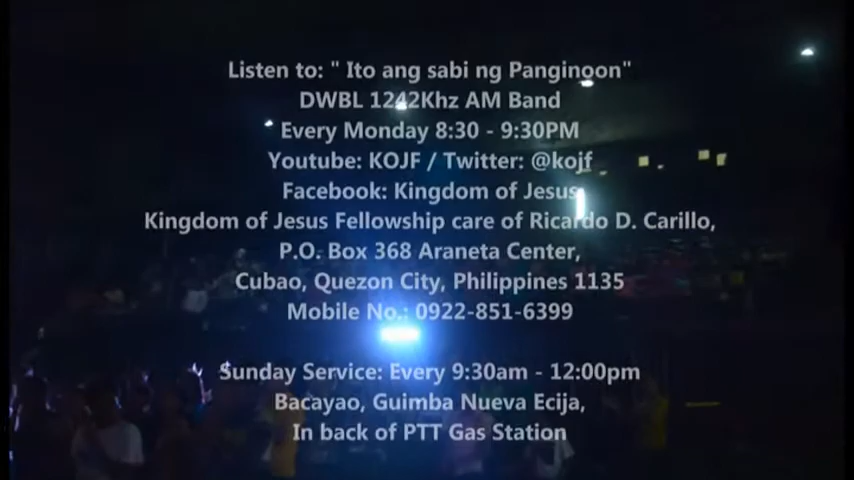 Listen to: " Ito ang sabi ng Panginoon"
DWBL 1242Khz AM Band
Every Monday 8:30 - 9:30PM
Youtube: KOJF / Twitter: @kojf
Facebook: Kingdom of Jesus
Kingdom of Jesus Fellowship care of Ricardo D. Carillo,
P.O. Box 368 Araneta Center,
Cubao, Quezon City, Philippines 1135
Mobile No.: 0922-851-6399
Sunday Service: Every 9:30am - 12:00pm
Bacayao, Guimba Nueva Ecija,
In back of PTT Gas Station